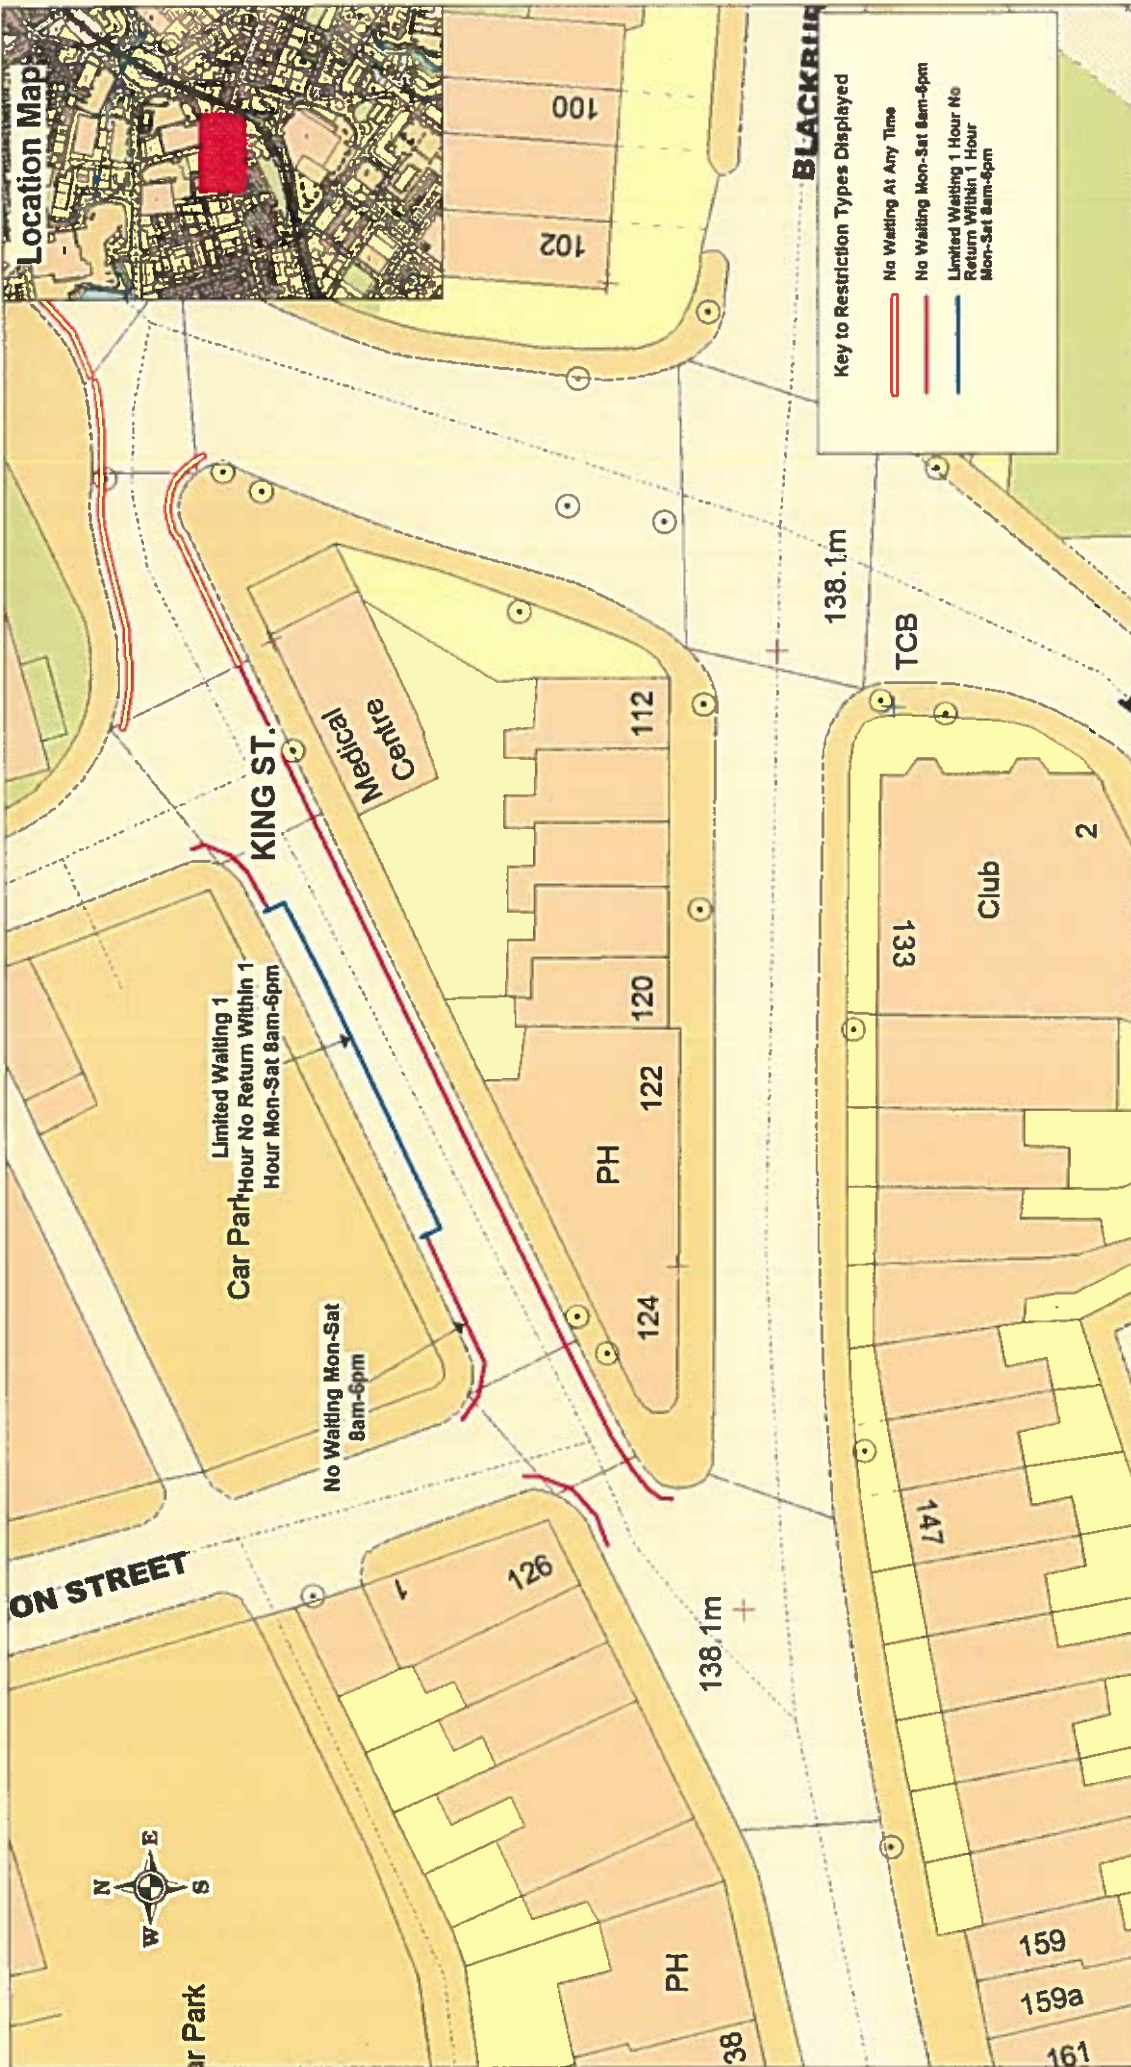 Location Map
100
102
BLACKBUR
Key to Restriction Types Displayed
No Waiting At Any Time
No Waiting Mon-Sat 8am-6pm
Limited Waiting 1 Hour No
Return Within 1 Hour
Mon-Sat 8am-6pm
KING ST.
Medical
Centre
112
138.1m
TCB
Limited Waiting 1
Hour No Return Within 1
Hour Mon-Sat 8am-6pm
Car Park
120
122
PH
124
133
Club
2
No Waiting Mon-Sat
8am-6pm
ON STREET
1
126
138.1m
147
N
E
S
W
ar Park
PH
38
159
159a
161